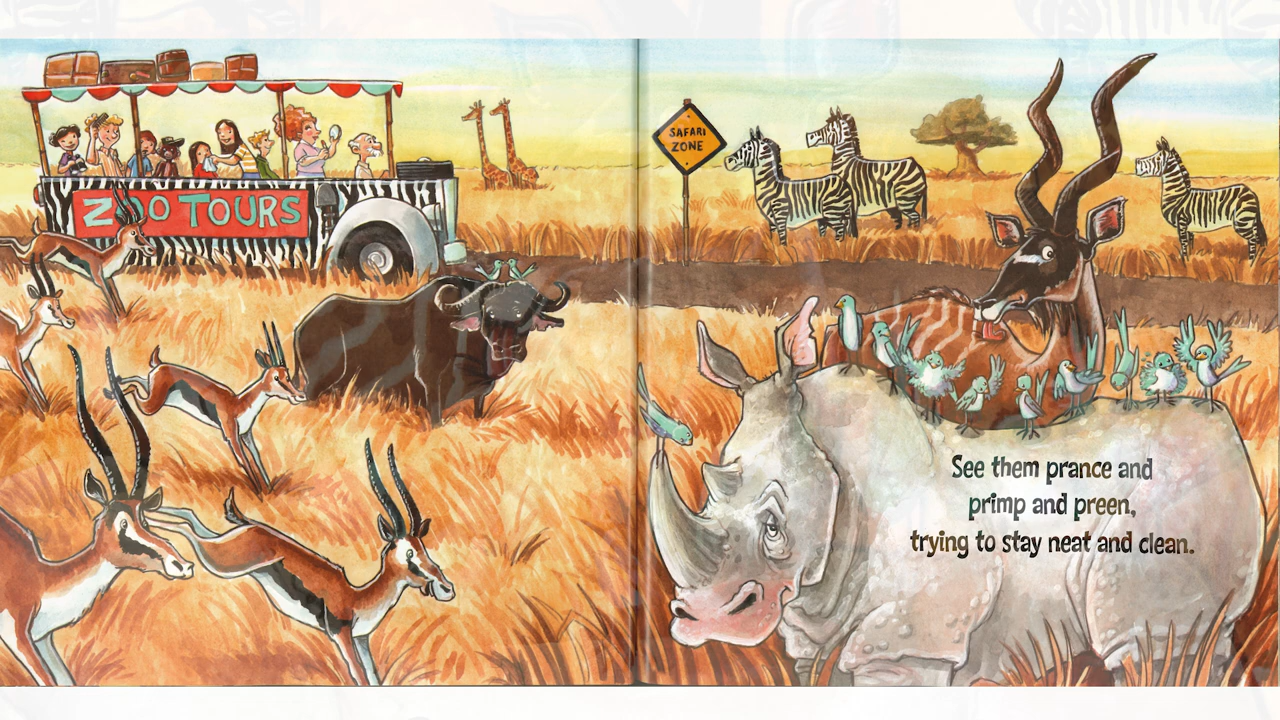 ZOO TOURS
SAFARI
ZONE
See them prance and
primp and preen,
trying to stay neat and clean.